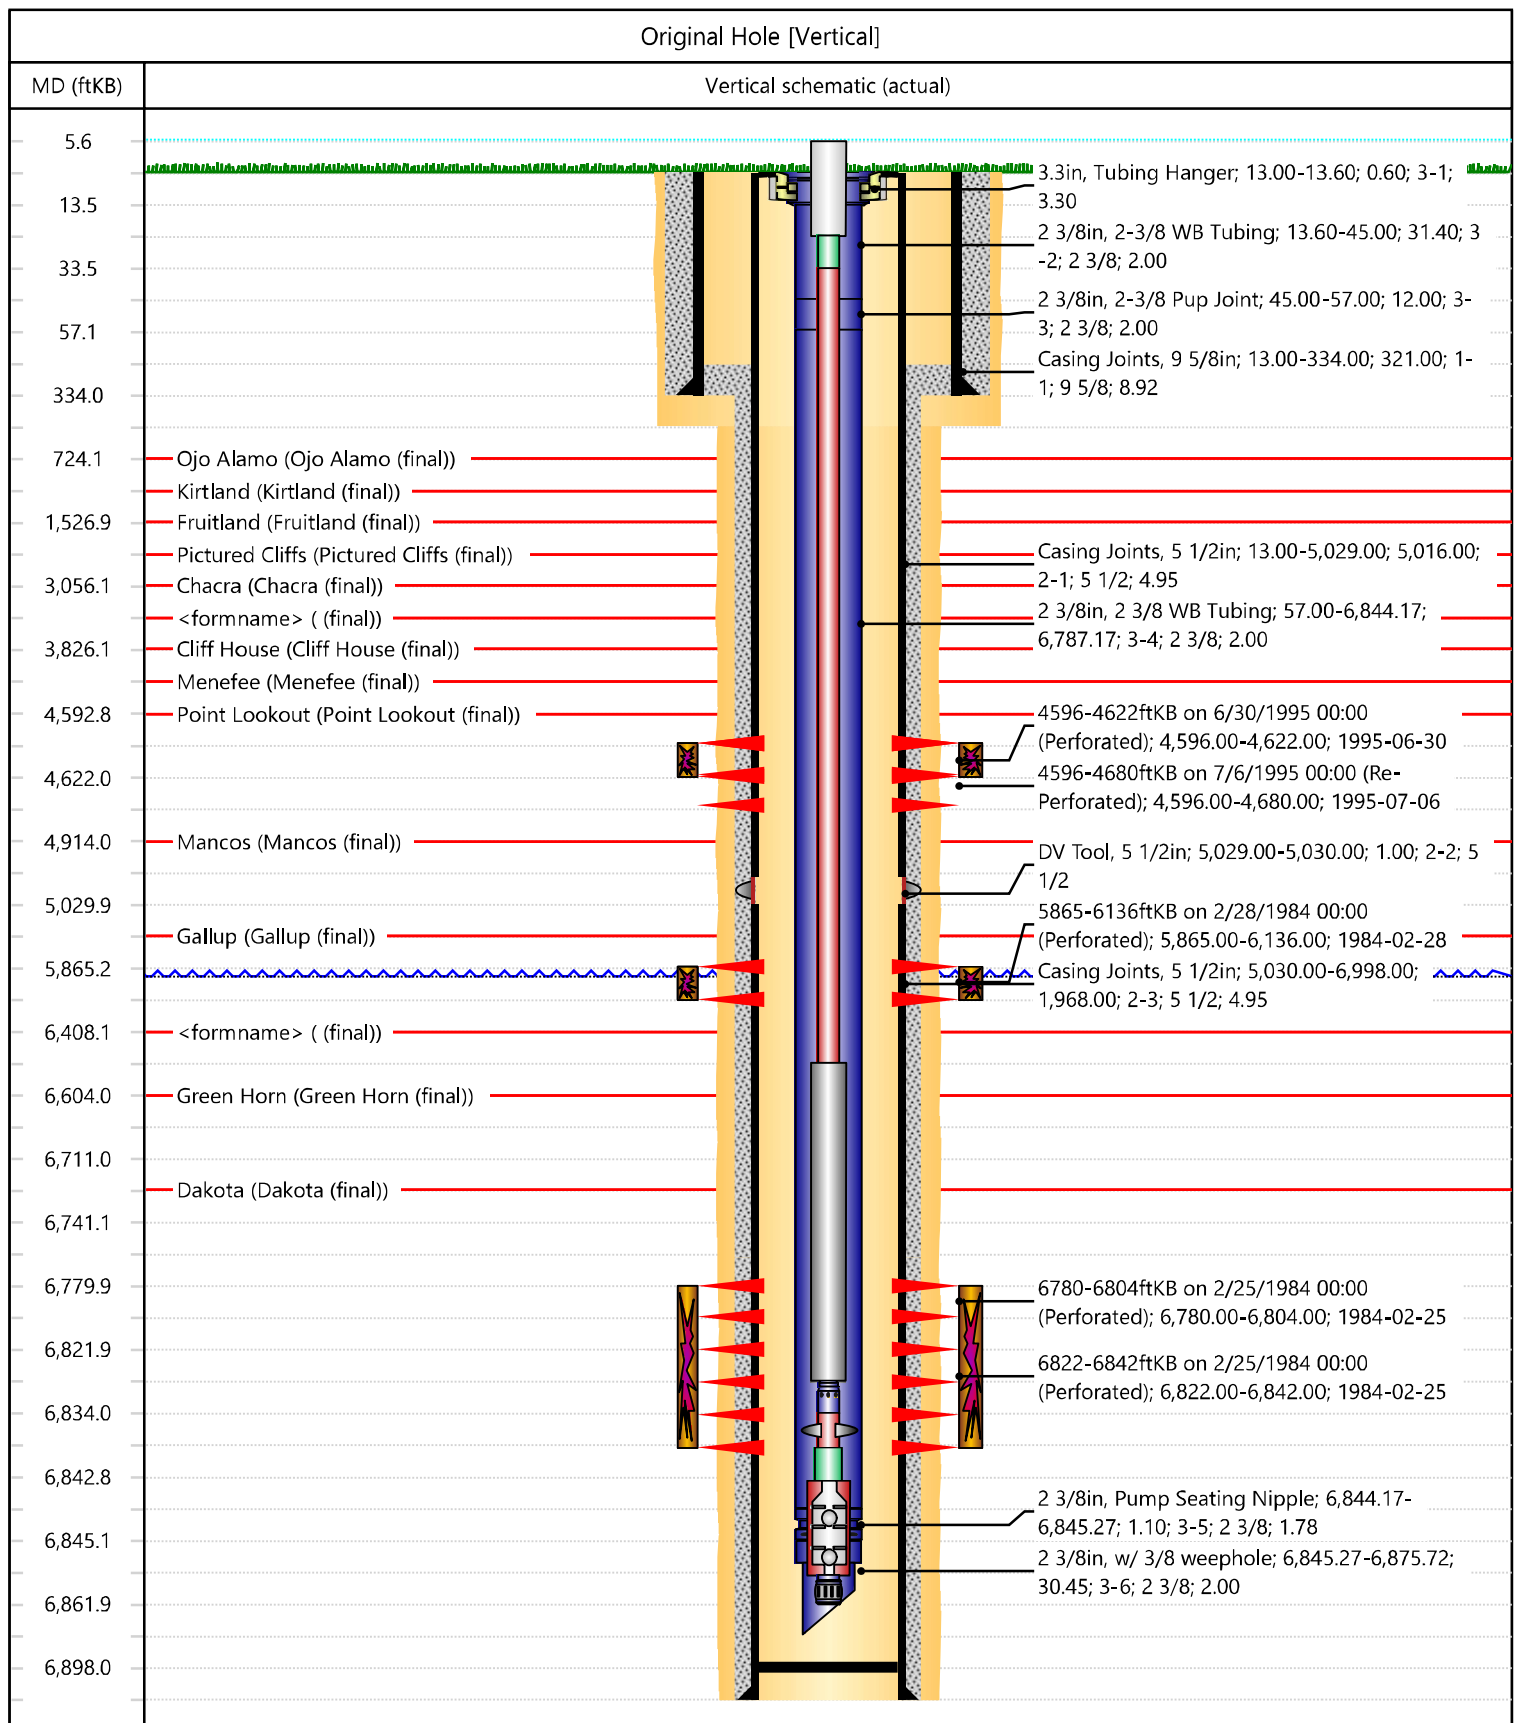 Original Hole [Vertical]
MD (ftKB)
Vertical schematic (actual)
5.6
3.3in, Tubing Hanger; 13.00-13.60; 0.60; 3-1;
3.30
13.5
2 3/8in, 2-3/8 WB Tubing; 13.60-45.00; 31.40; 3
-2; 2 3/8; 2.00
33.5
2 3/8in, 2-3/8 Pup Joint; 45.00-57.00; 12.00; 3-
3; 2 3/8; 2.00
57.1
Casing Joints, 9 5/8in; 13.00-334.00; 321.00; 1-
1; 9 5/8; 8.92
334.0
724.1
Ojo Alamo (Ojo Alamo (final))
Kirtland (Kirtland (final))
1,526.9
Fruitland (Fruitland (final))
Pictured Cliffs (Pictured Cliffs (final))
Casing Joints, 5 1/2in; 13.00-5,029.00; 5,016.00;
2-1; 5 1/2; 4.95
3,056.1
Chacra (Chacra (final))
<formname> ( (final))
2 3/8in, 2 3/8 WB Tubing; 57.00-6,844.17;
6,787.17; 3-4; 2 3/8; 2.00
3,826.1
Cliff House (Cliff House (final))
Menefee (Menefee (final))
4,592.8
Point Lookout (Point Lookout (final))
4596-4622ftKB on 6/30/1995 00:00
(Perforated); 4,596.00-4,622.00; 1995-06-30
4,622.0
4596-4680ftKB on 7/6/1995 00:00 (Re-
Perforated); 4,596.00-4,680.00; 1995-07-06
4,914.0
Mancos (Mancos (final))
DV Tool, 5 1/2in; 5,029.00-5,030.00; 1.00; 2-2; 5
1/2
5,029.9
5865-6136ftKB on 2/28/1984 00:00
(Perforated); 5,865.00-6,136.00; 1984-02-28
Gallup (Gallup (final))
5,865.2
Casing Joints, 5 1/2in; 5,030.00-6,998.00;
1,968.00; 2-3; 5 1/2; 4.95
6,408.1
<formname> ( (final))
6,604.0
Green Horn (Green Horn (final))
6,711.0
Dakota (Dakota (final))
6,741.1
6,779.9
6780-6804ftKB on 2/25/1984 00:00
(Perforated); 6,780.00-6,804.00; 1984-02-25
6,821.9
6822-6842ftKB on 2/25/1984 00:00
(Perforated); 6,822.00-6,842.00; 1984-02-25
6,834.0
6,842.8
2 3/8in, Pump Seating Nipple; 6,844.17-
6,845.27; 1.10; 3-5; 2 3/8; 1.78
6,845.1
2 3/8in, w/ 3/8 weephole; 6,845.27-6,875.72;
30.45; 3-6; 2 3/8; 2.00
6,861.9
6,898.0